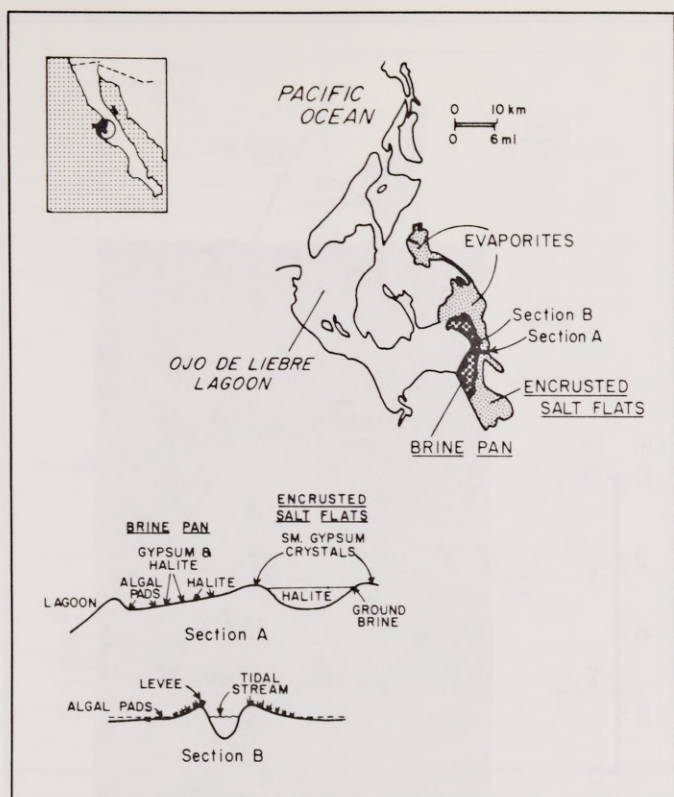 PACIFIC
OCEAN
0 10 km
0 6 mi
EVAPORITES
Section B
Section A
OJO DE LIEBRE
LAGOON
ENCRUSTED
SALT FLATS
BRINE PAN
ENCRUSTED
SALT FLATS
BRINE PAN
SM. GYPSUM
CRYSTALS
GYPSUM &
HALITE
ALGAL
PADS
HALITE
LAGOON
HALITE
GROUND
BRINE
Section A
LEVEE
TIDAL
STREAM
ALGAL PADS
Section B